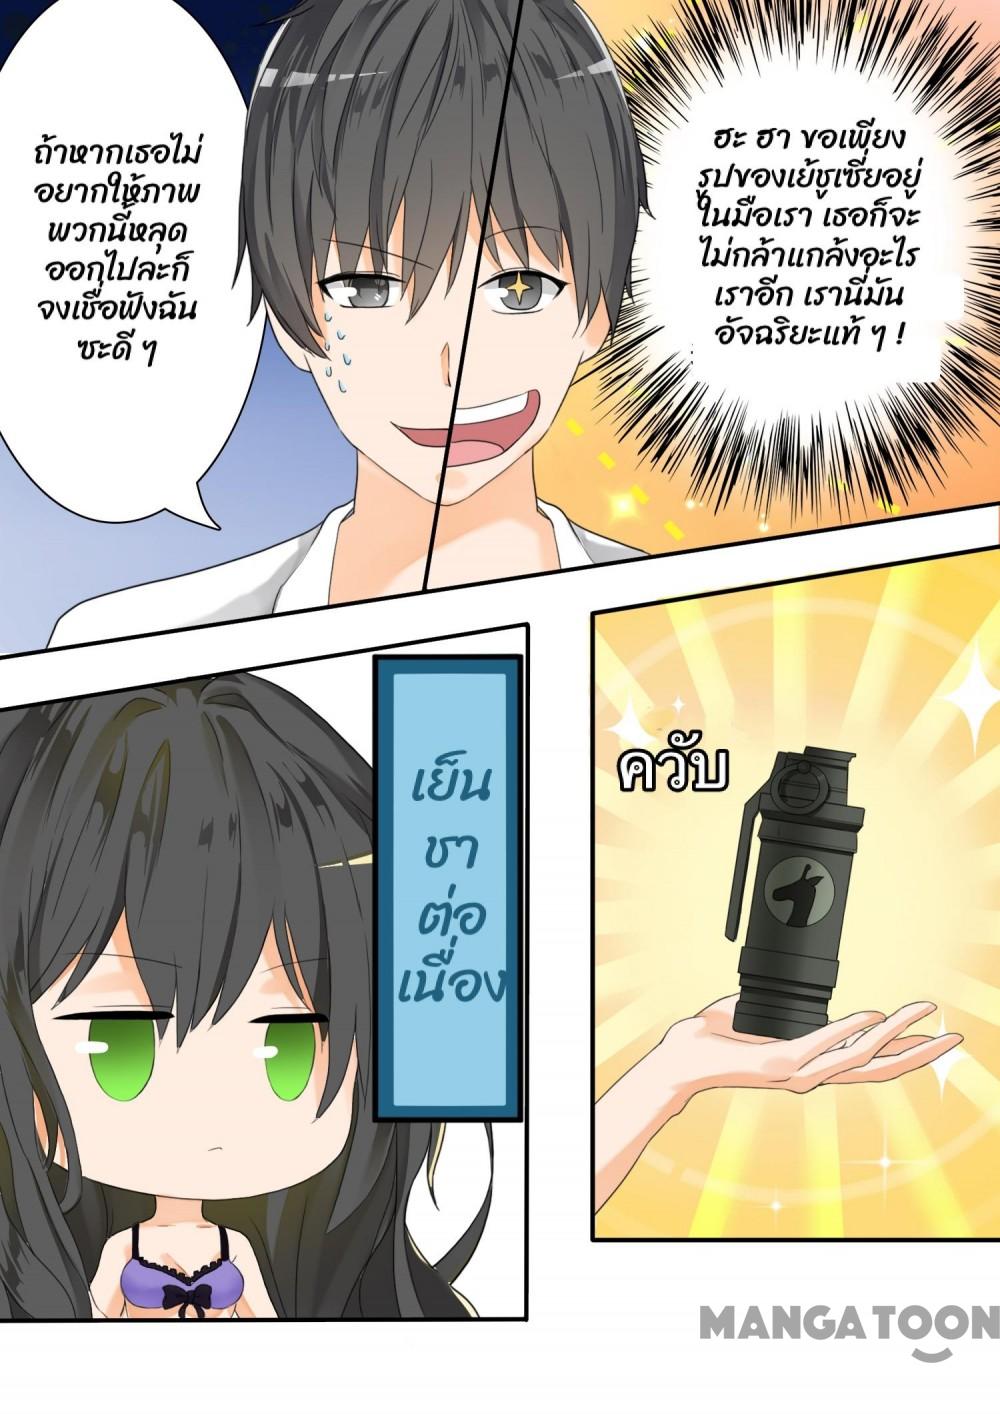 ถ้าหากเธอไม่
อยากให้ภาพ
พวกนี้หลุด
ออกไปละก็
จงเชื่อฟังฉัน
ซะดี ๆ
ฮะ ฮา ขอเพียง
รูปของเย้ชูเซี่ยอยู่
ในมือเรา เธอก็จะ
ไม่กล้าแกล้งอะไร
เราอีก เรานี่มัน
อัจฉริยะแท้ ๆ !
เย็น
ชา
ต่อ
เนื่อง
ควับ
MANGATOON